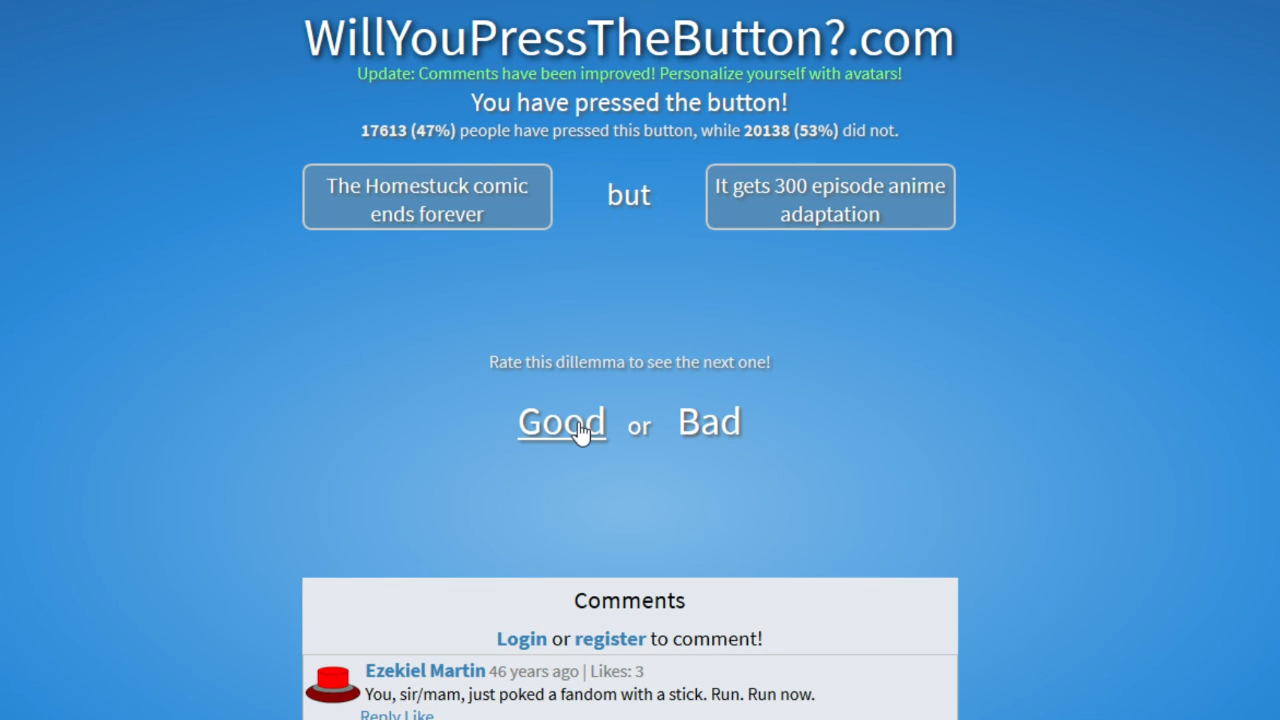 WillYouPressTheButton?.com
Update: Comments have been improved! Personalize yourself with avatars!
You have pressed the button!
17613 (47%) people have pressed this button, while 20138 (53%) did not.
The Homestuck comic
ends forever
but
It gets 300 episode anime
adaptation
Rate this dillemma to see the next one!
Good or Bad
Comments
Login or register to comment!
Ezekiel Martin 46 years ago | Likes: 3
You, sir/mam, just poked a fandom with a stick. Run. Run now.
Reply Like